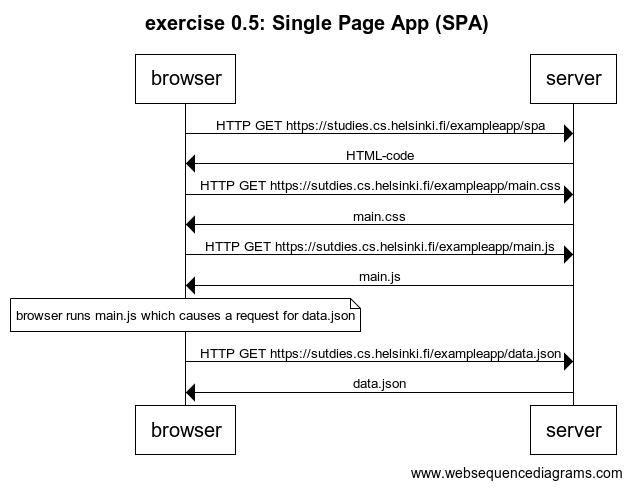 exercise 0.5: Single Page App (SPA)
browser
server
HTTP GET https://studies.cs.helsinki.fi/exampleapp/spa
HTML-code
HTTP GET https://sutdies.cs.helsinki.fi/exampleapp/main.css
main.css
HTTP GET https://sutdies.cs.helsinki.fi/exampleapp/main.js
main.js
browser runs main.js which causes a request for data.json
HTTP GET https://sutdies.cs.helsinki.fi/exampleapp/data.json
data.json
browser
server
www.websequencediagrams.com